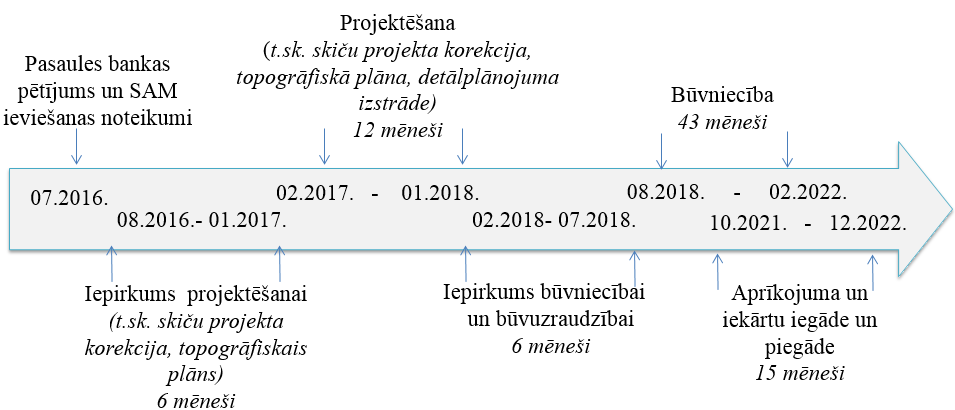 Projektēšana
(t.sk. skiču projekta korekcija,
topogrāfiskā plāna, detālplānojuma
izstrāde)
12 mēneši
Pasaules bankas
pētījums un SAM
ieviešanas noteikumi
Būvniecība
43 mēneši
07.2016.
02.2017. - 01.2018.
08.2018. - 02.2022.
08.2016.- 01.2017.
02.2018- 07.2018.
10.2021. - 12.2022.
Iepirkums projektēšanai
(t.sk. skiču projekta
korekcija, topogrāfiskais
plāns)
6 mēneši
Iepirkums būvniecībai
un būvuzraudzībai
6 mēneši
Aprīkojuma un
iekārtu iegāde un
piegāde
15 mēneši